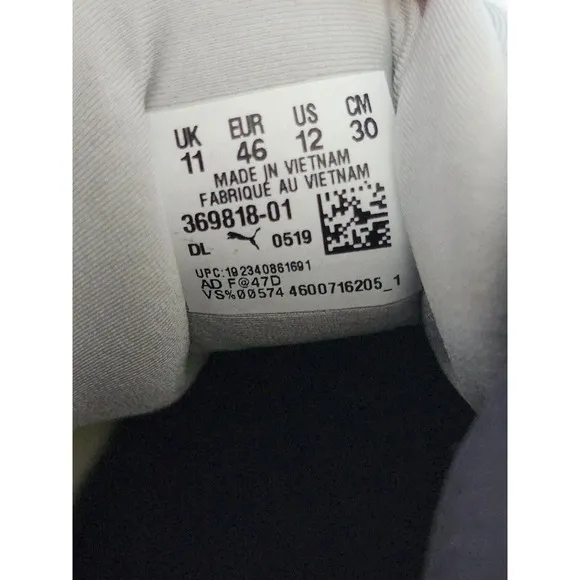 UK EUR US CM
11 46 12 30
MADE IN VIETNAM
FABRIQUÉ AU VIETNAM
369818-01
DL 0519
UPC:192340861691
AD F@47D
VS%00574 4600716205_1